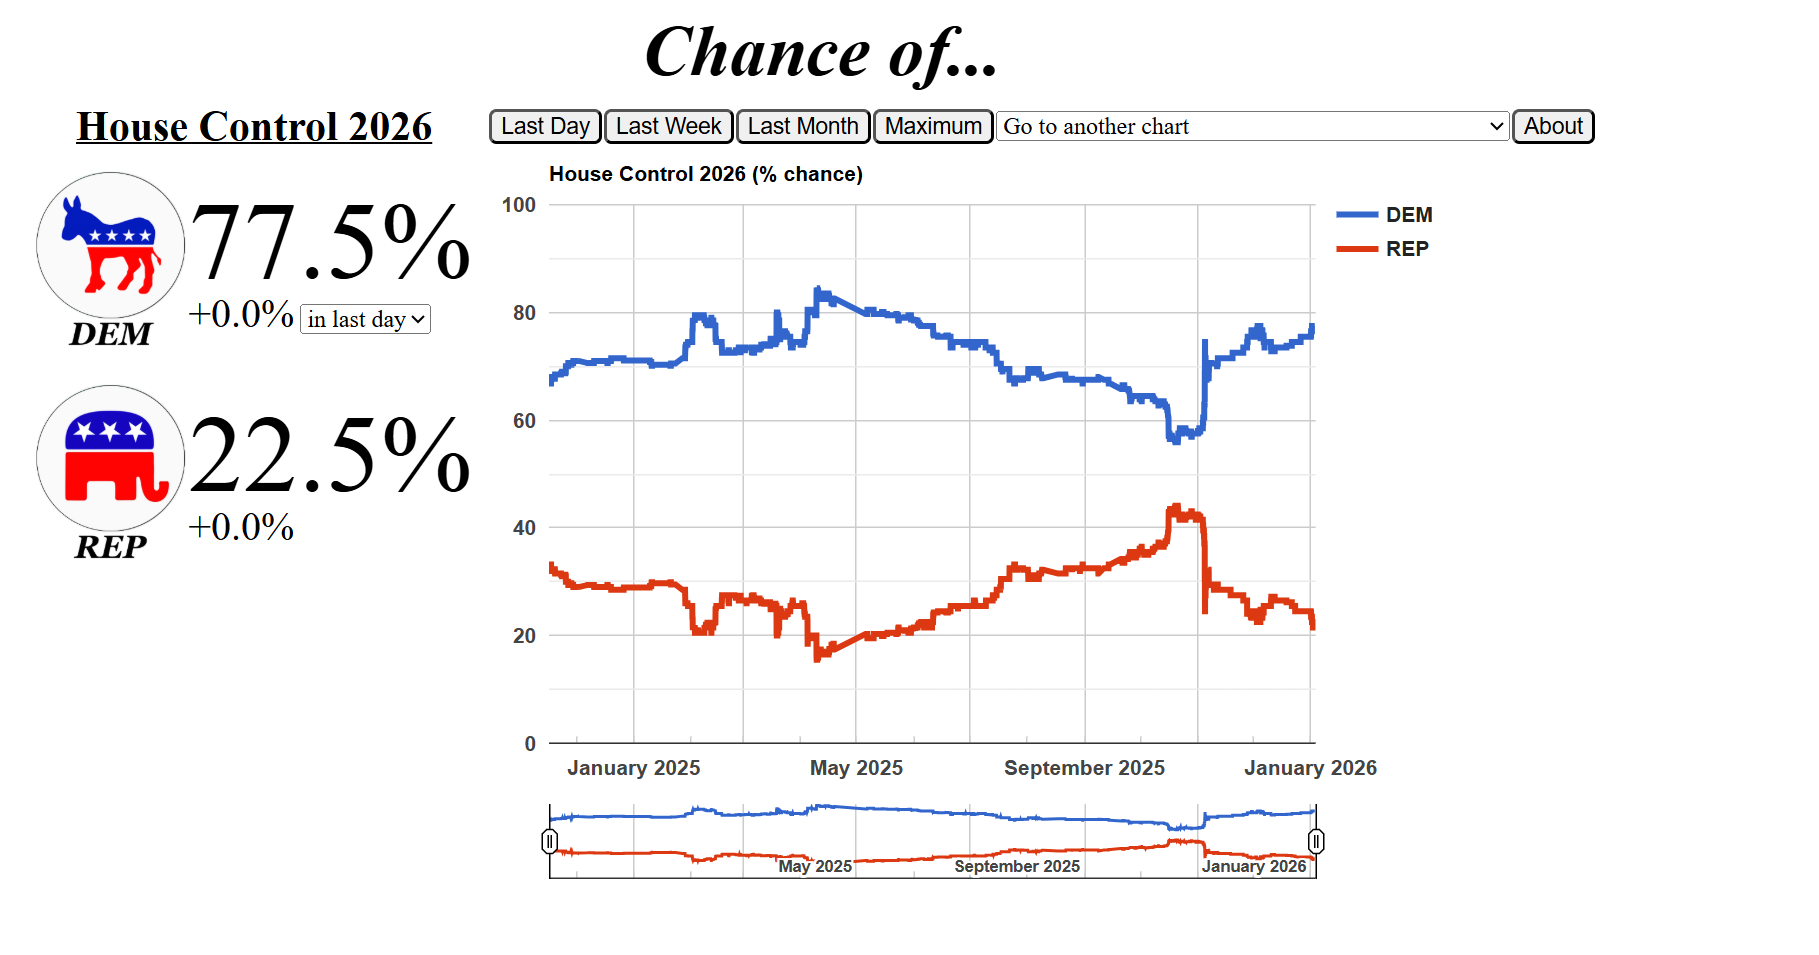 Chance of...
House Control 2026
Last Day Last Week Last Month Maximum Go to another chart About
77.5%
+0.0% in last day
DEM
22.5%
+0.0%
REP
House Control 2026 (% chance)
100
80
60
40
20
0
January 2025 May 2025 September 2025 January 2026
DEM
REP
May 2025 September 2025 January 2026